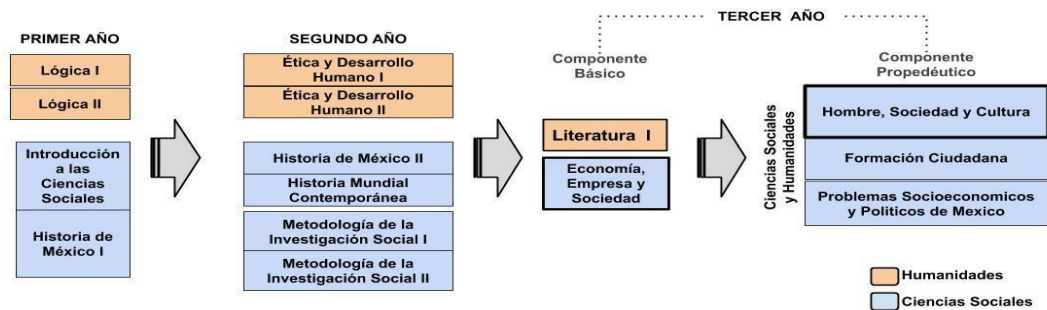 TERCER AÑO
PRIMER AÑO
Lógica I
Lógica II
Introducción
a las
Ciencias
Sociales
Historia de
México I
SEGUNDO AÑO
Ética y Desarrollo
Humano I
Ética y Desarrollo
Humano II
Historia de México II
Historia Mundial
Contemporánea
Metodología de la
Investigación Social I
Metodología de la
Investigación Social II
Componente
Básico
Literatura I
Economía,
Empresa y
Sociedad
Componente
Propedéutico
Ciencias Sociales
y Humanidades
Hombre, Sociedad y Cultura
Formación Ciudadana
Problemas Socioeconomicos
y Politicos de Mexico
Humanidades
Ciencias Sociales